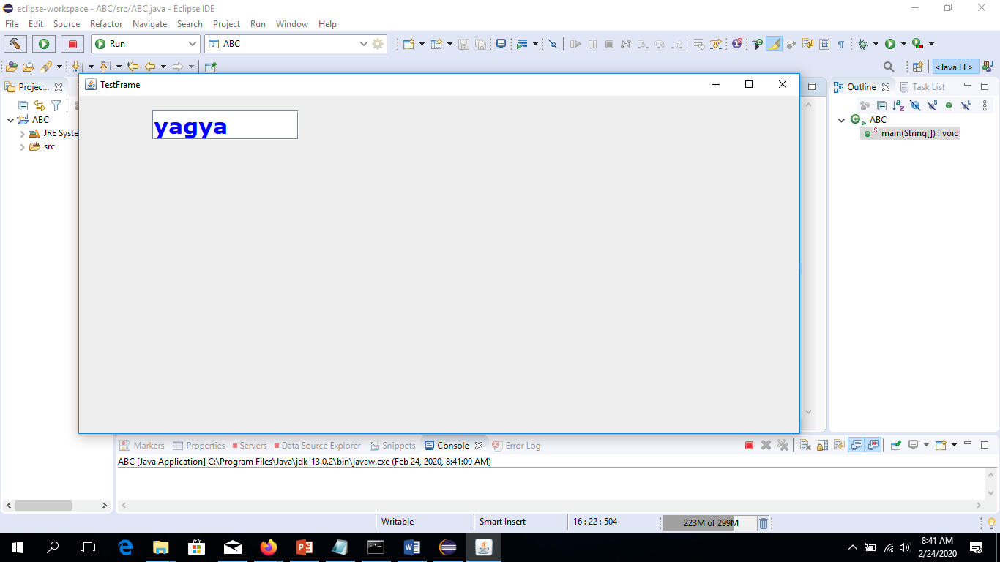 eclipse-workspace - ABC/src/ABC.java - Eclipse IDE
File Edit Source Refactor Navigate Search Project Run Window Help
Run ABC
<Java EE>
Projec...
TestFrame
Outline Task List
yagya
ABC
JRE Syste
src
ABC
main(String[]) : void
Markers Properties Servers Data Source Explorer Snippets Console Error Log
ABC [Java Application] C:\Program Files\Java\jdk-13.0.2\bin\javaw.exe (Feb 24, 2020, 8:41:09 AM)
Writable Smart Insert 16 : 22 : 504 223M of 299M
8:41 AM
2/24/2020